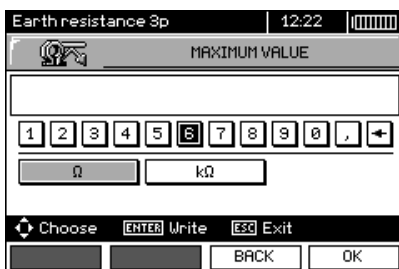 Earth resistance 3p 12:22
MAXIMUM VALUE
1 2 3 4 5 6 7 8 9 0 , ←
Ω kΩ
Choose ENTER Write ESC Exit
BACK OK